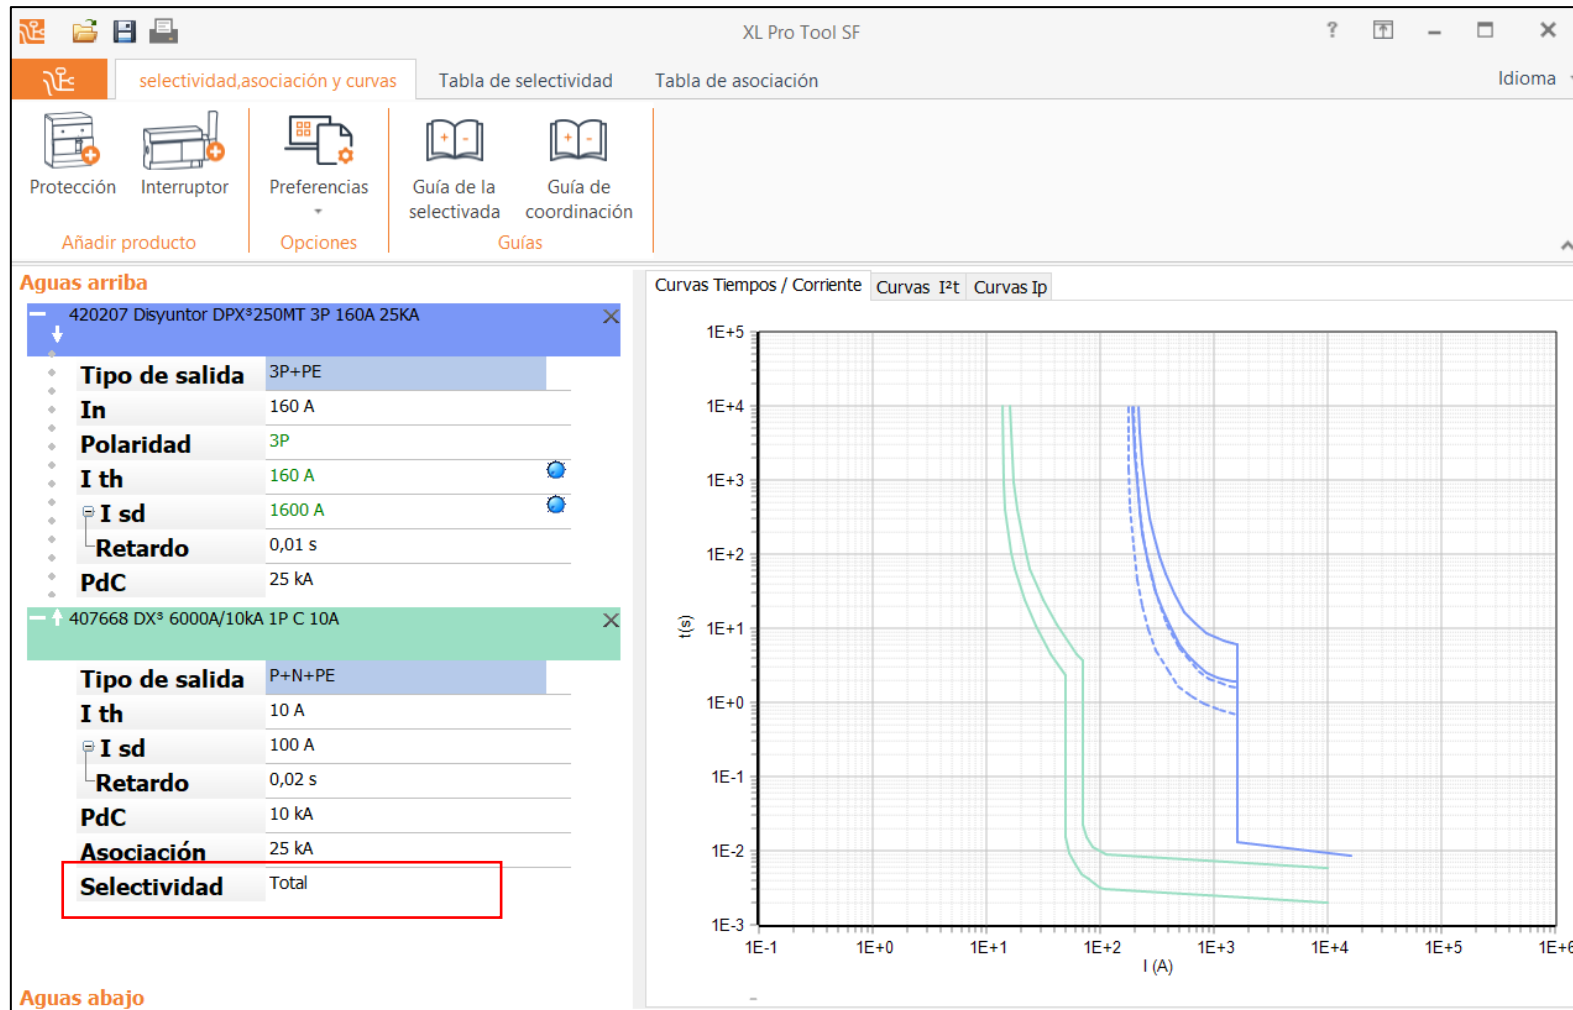 XL Pro Tool SF
?
selectividad,asociación y curvas
Tabla de selectividad
Tabla de asociación
Idioma
Protección
Interruptor
Preferencias
Guía de la
selectivada
Guía de
coordinación
Añadir producto
Opciones
Guías
Aguas arriba
420207 Disyuntor DPX³250MT 3P 160A 25KA
Tipo de salida 3P+PE
In 160 A
Polaridad 3P
I th 160 A
I sd 1600 A
Retardo 0,01 s
PdC 25 kA
407668 DX³ 6000A/10kA 1P C 10A
Tipo de salida P+N+PE
I th 10 A
I sd 100 A
Retardo 0,02 s
PdC 10 kA
Asociación 25 kA
Selectividad Total
Aguas abajo
Curvas Tiempos / Corriente
Curvas I²t
Curvas Ip
1E+5
1E+4
1E+3
1E+2
1E+1
1E+0
1E-1
1E-2
1E-3
t(s)
1E-1 1E+0 1E+1 1E+2 1E+3 1E+4 1E+5 1E+6
I (A)